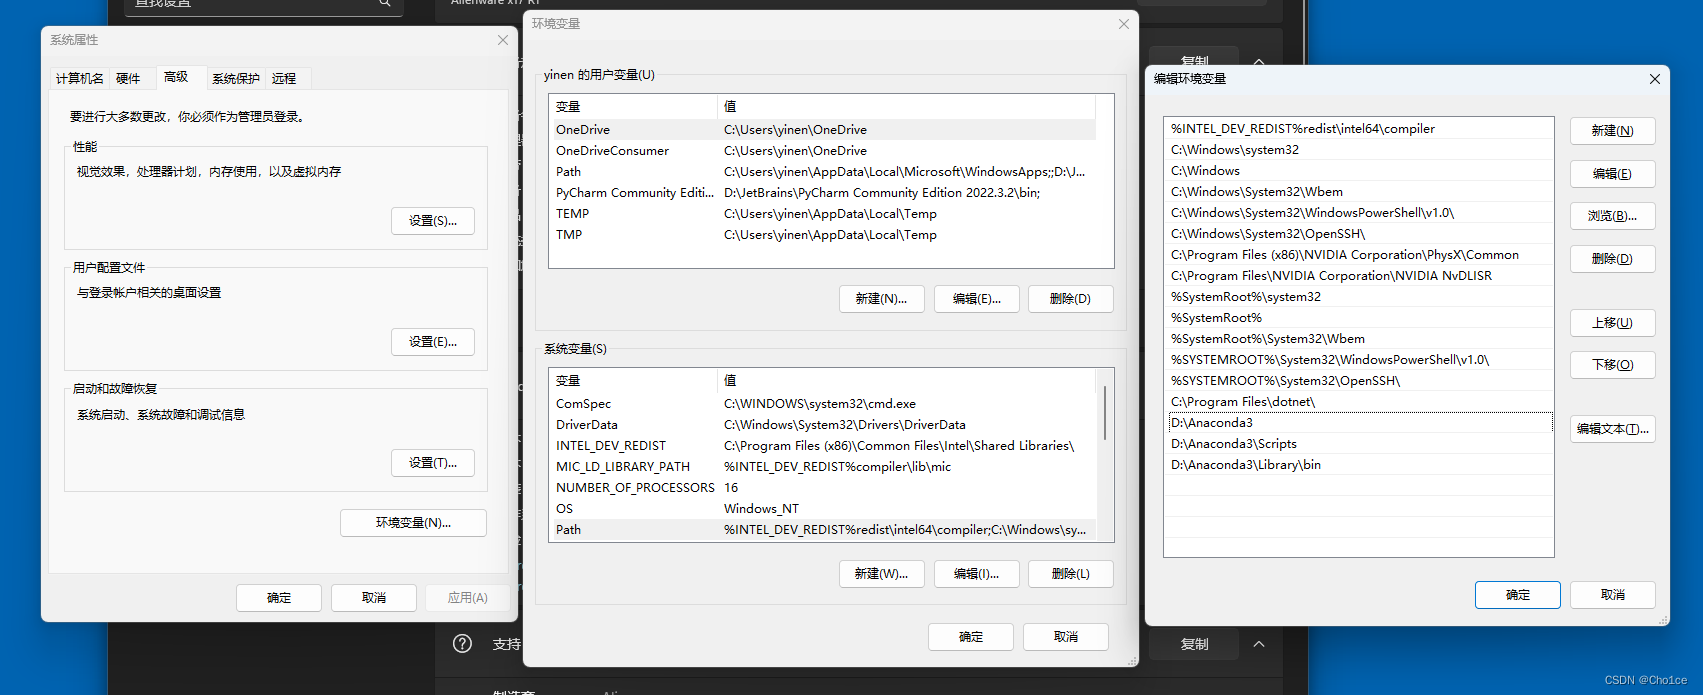 查找设置
Alienware x17 R1
系统属性
计算机名
硬件
高级
系统保护
远程
要进行大多数更改，你必须作为管理员登录。
性能
视觉效果，处理器计划，内存使用，以及虚拟内存
设置(S)...
用户配置文件
与登录帐户相关的桌面设置
设置(E)...
启动和故障恢复
系统启动、系统故障和调试信息
设置(T)...
环境变量(N)...
确定
取消
应用(A)
环境变量
yinen 的用户变量(U)
变量 值
OneDrive C:\Users\yinen\OneDrive
OneDriveConsumer C:\Users\yinen\OneDrive
Path C:\Users\yinen\AppData\Local\Microsoft\WindowsApps;;D:\J...
PyCharm Community Editi... D:\JetBrains\PyCharm Community Edition 2022.3.2\bin;
TEMP C:\Users\yinen\AppData\Local\Temp
TMP C:\Users\yinen\AppData\Local\Temp
新建(N)...
编辑(E)...
删除(D)
系统变量(S)
变量 值
ComSpec C:\WINDOWS\system32\cmd.exe
DriverData C:\Windows\System32\Drivers\DriverData
INTEL_DEV_REDIST C:\Program Files (x86)\Common Files\Intel\Shared Libraries\
MIC_LD_LIBRARY_PATH %INTEL_DEV_REDIST%compiler\lib\mic
NUMBER_OF_PROCESSORS 16
OS Windows_NT
Path %INTEL_DEV_REDIST%redist\intel64\compiler;C:\Windows\sy...
新建(W)...
编辑(I)...
删除(L)
确定
取消
复制
编辑环境变量
%INTEL_DEV_REDIST%redist\intel64\compiler
C:\Windows\system32
C:\Windows
C:\Windows\System32\Wbem
C:\Windows\System32\WindowsPowerShell\v1.0\
C:\Windows\System32\OpenSSH\
C:\Program Files (x86)\NVIDIA Corporation\PhysX\Common
C:\Program Files\NVIDIA Corporation\NVIDIA NvDLISR
%SystemRoot%\system32
%SystemRoot%
%SystemRoot%\System32\Wbem
%SYSTEMROOT%\System32\WindowsPowerShell\v1.0\
%SYSTEMROOT%\System32\OpenSSH\
C:\Program Files\dotnet\
D:\Anaconda3
D:\Anaconda3\Scripts
D:\Anaconda3\Library\bin
新建(N)
编辑(E)
浏览(B)...
删除(D)
上移(U)
下移(O)
编辑文本(T)...
确定
取消
支持
复制
制造商
CSDN @Cho1ce